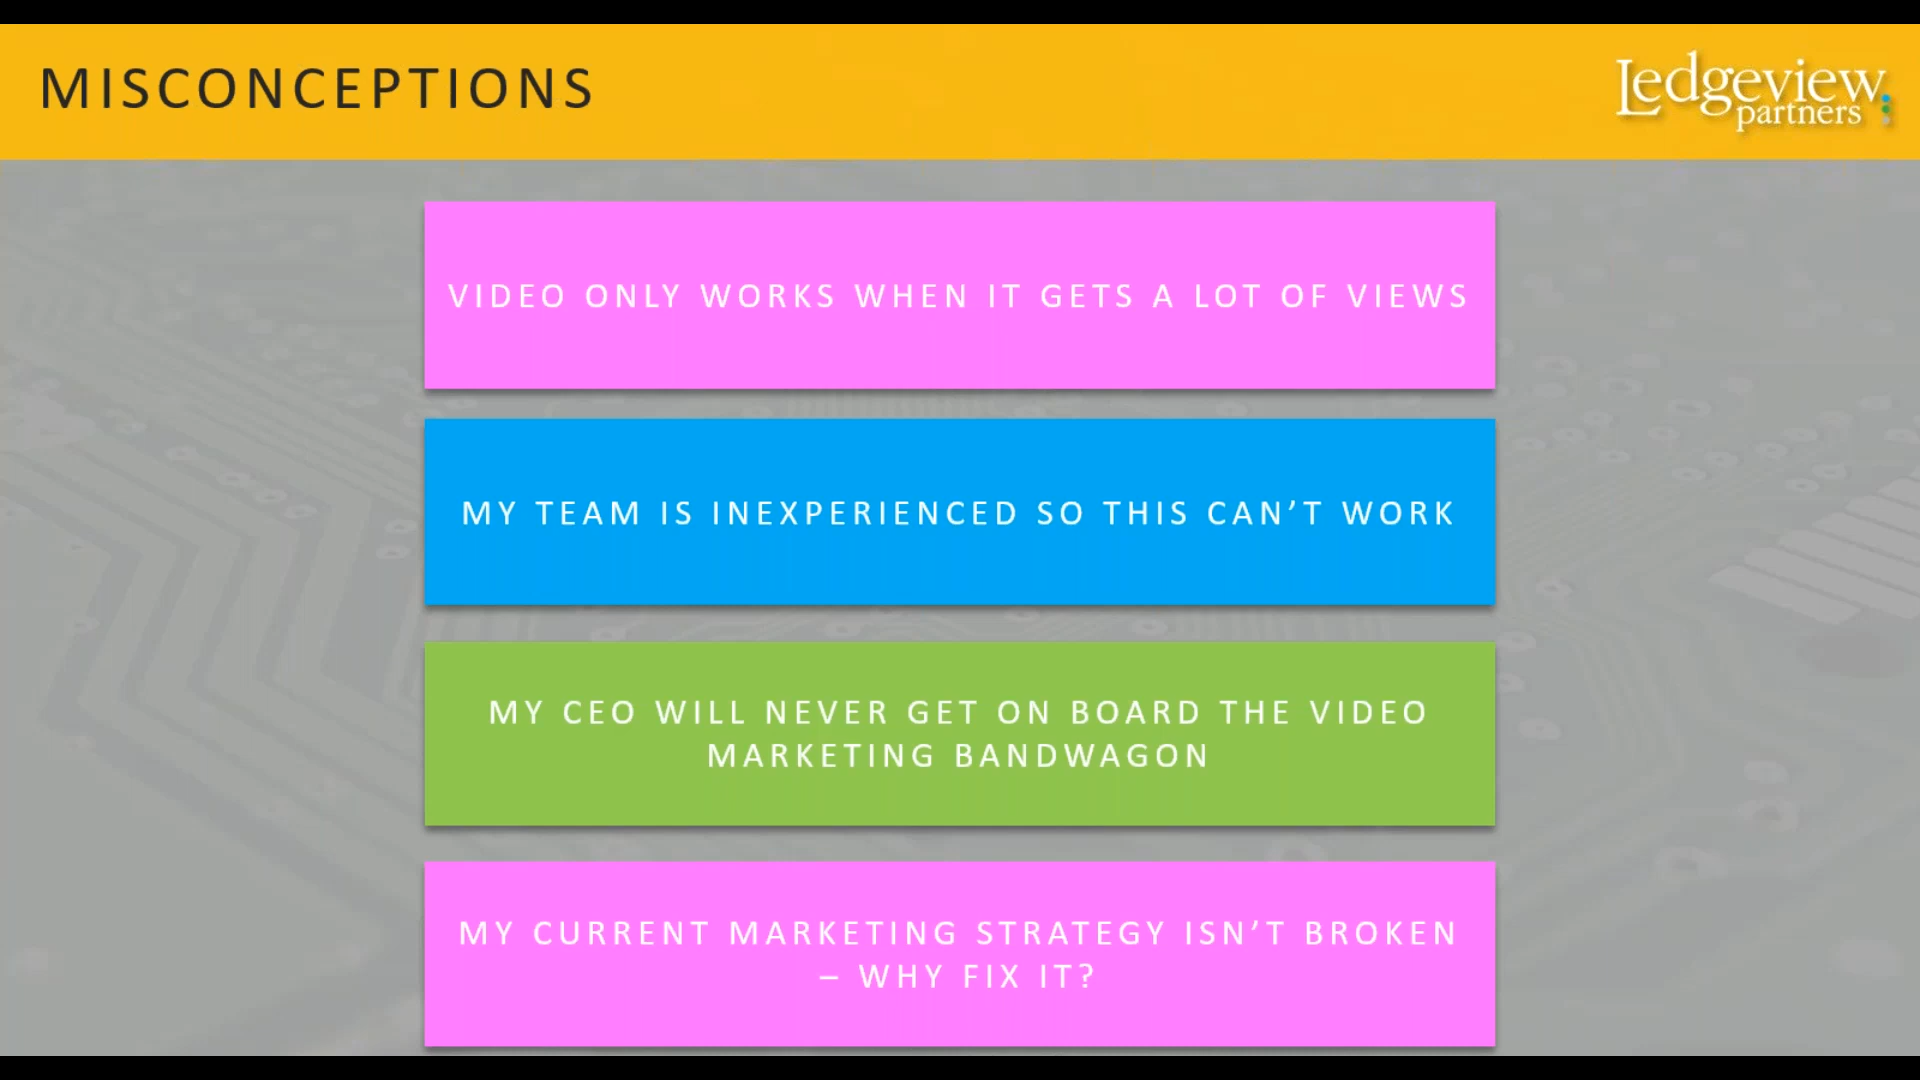 MISCONCEPTIONS
Ledgeview
partners
VIDEO ONLY WORKS WHEN IT GETS A LOT OF VIEWS
MY TEAM IS INEXPERIENCED SO THIS CAN’T WORK
MY CEO WILL NEVER GET ON BOARD THE VIDEO
MARKETING BANDWAGON
MY CURRENT MARKETING STRATEGY ISN’T BROKEN
– WHY FIX IT?